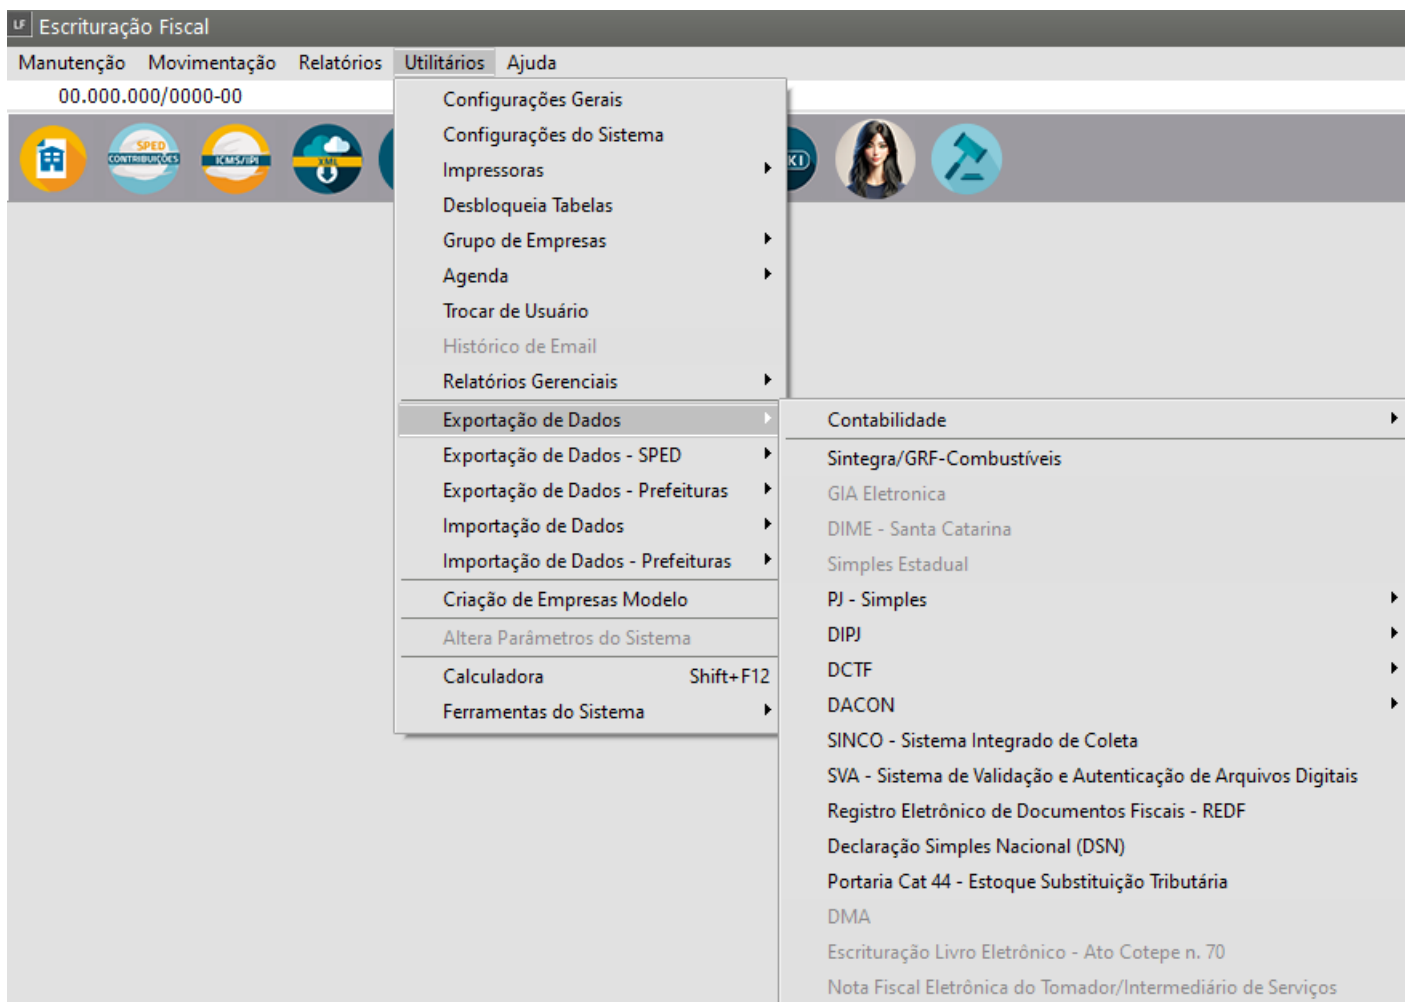 LF Escrituração Fiscal
Manutenção Movimentação Relatórios Utilitários Ajuda
00.000.000/0000-00
SPED CONTRIBUIÇÕES
ICMS/IPI
XML
KI
Configurações Gerais
Configurações do Sistema
Impressoras
Desbloqueia Tabelas
Grupo de Empresas
Agenda
Trocar de Usuário
Histórico de Email
Relatórios Gerenciais
Exportação de Dados
Exportação de Dados - SPED
Exportação de Dados - Prefeituras
Importação de Dados
Importação de Dados - Prefeituras
Criação de Empresas Modelo
Altera Parâmetros do Sistema
Calculadora Shift+F12
Ferramentas do Sistema
Contabilidade
Sintegra/GRF-Combustíveis
GIA Eletronica
DIME - Santa Catarina
Simples Estadual
PJ - Simples
DIPJ
DCTF
DACON
SINCO - Sistema Integrado de Coleta
SVA - Sistema de Validação e Autenticação de Arquivos Digitais
Registro Eletrônico de Documentos Fiscais - REDF
Declaração Simples Nacional (DSN)
Portaria Cat 44 - Estoque Substituição Tributária
DMA
Escrituração Livro Eletrônico - Ato Cotepe n. 70
Nota Fiscal Eletrônica do Tomador/Intermediário de Serviços